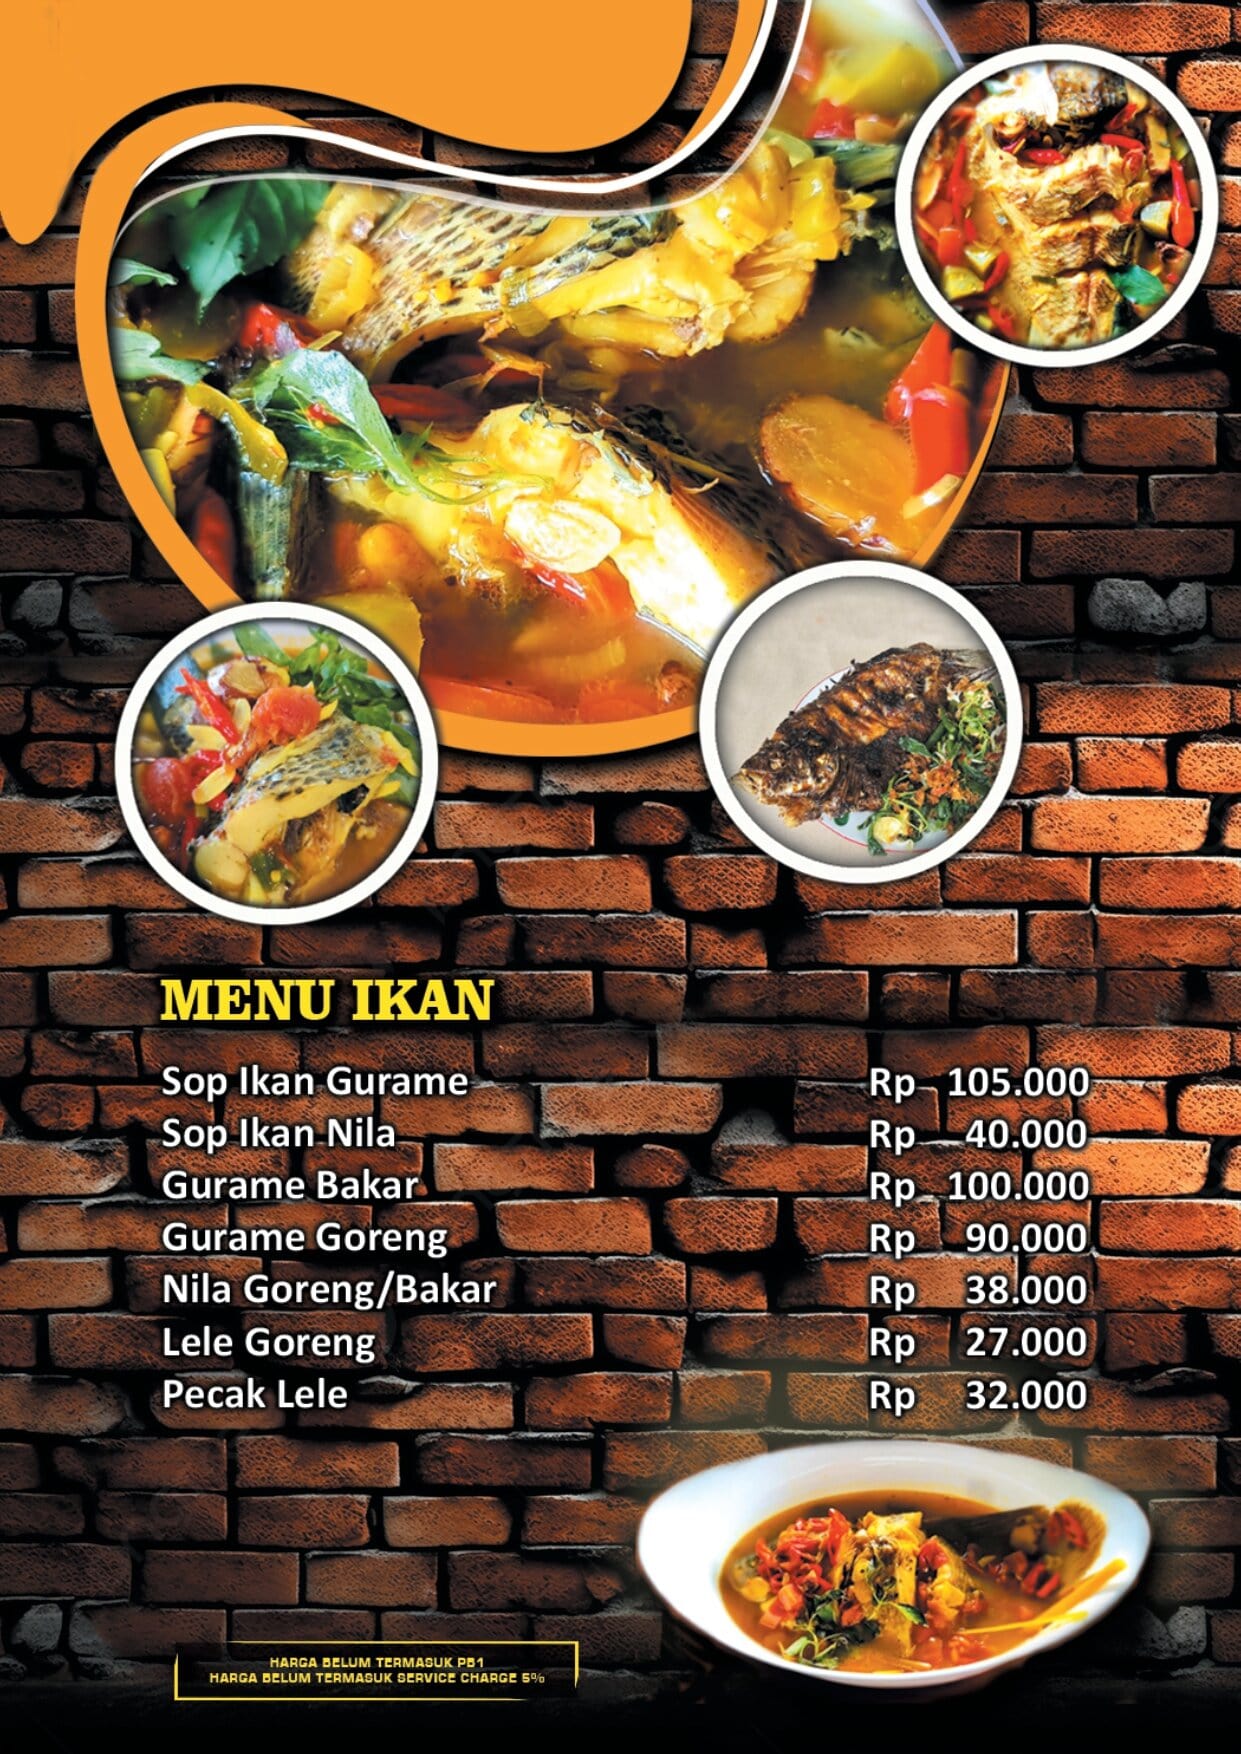 MENU IKAN
Sop Ikan Gurame Rp 105.000
Sop Ikan Nila Rp 40.000
Gurame Bakar Rp 100.000
Gurame Goreng Rp 90.000
Nila Goreng/Bakar Rp 38.000
Lele Goreng Rp 27.000
Pecak Lele Rp 32.000
HARGA BELUM TERMASUK PB1
HARGA BELUM TERMASUK SERVICE CHARGE 5%